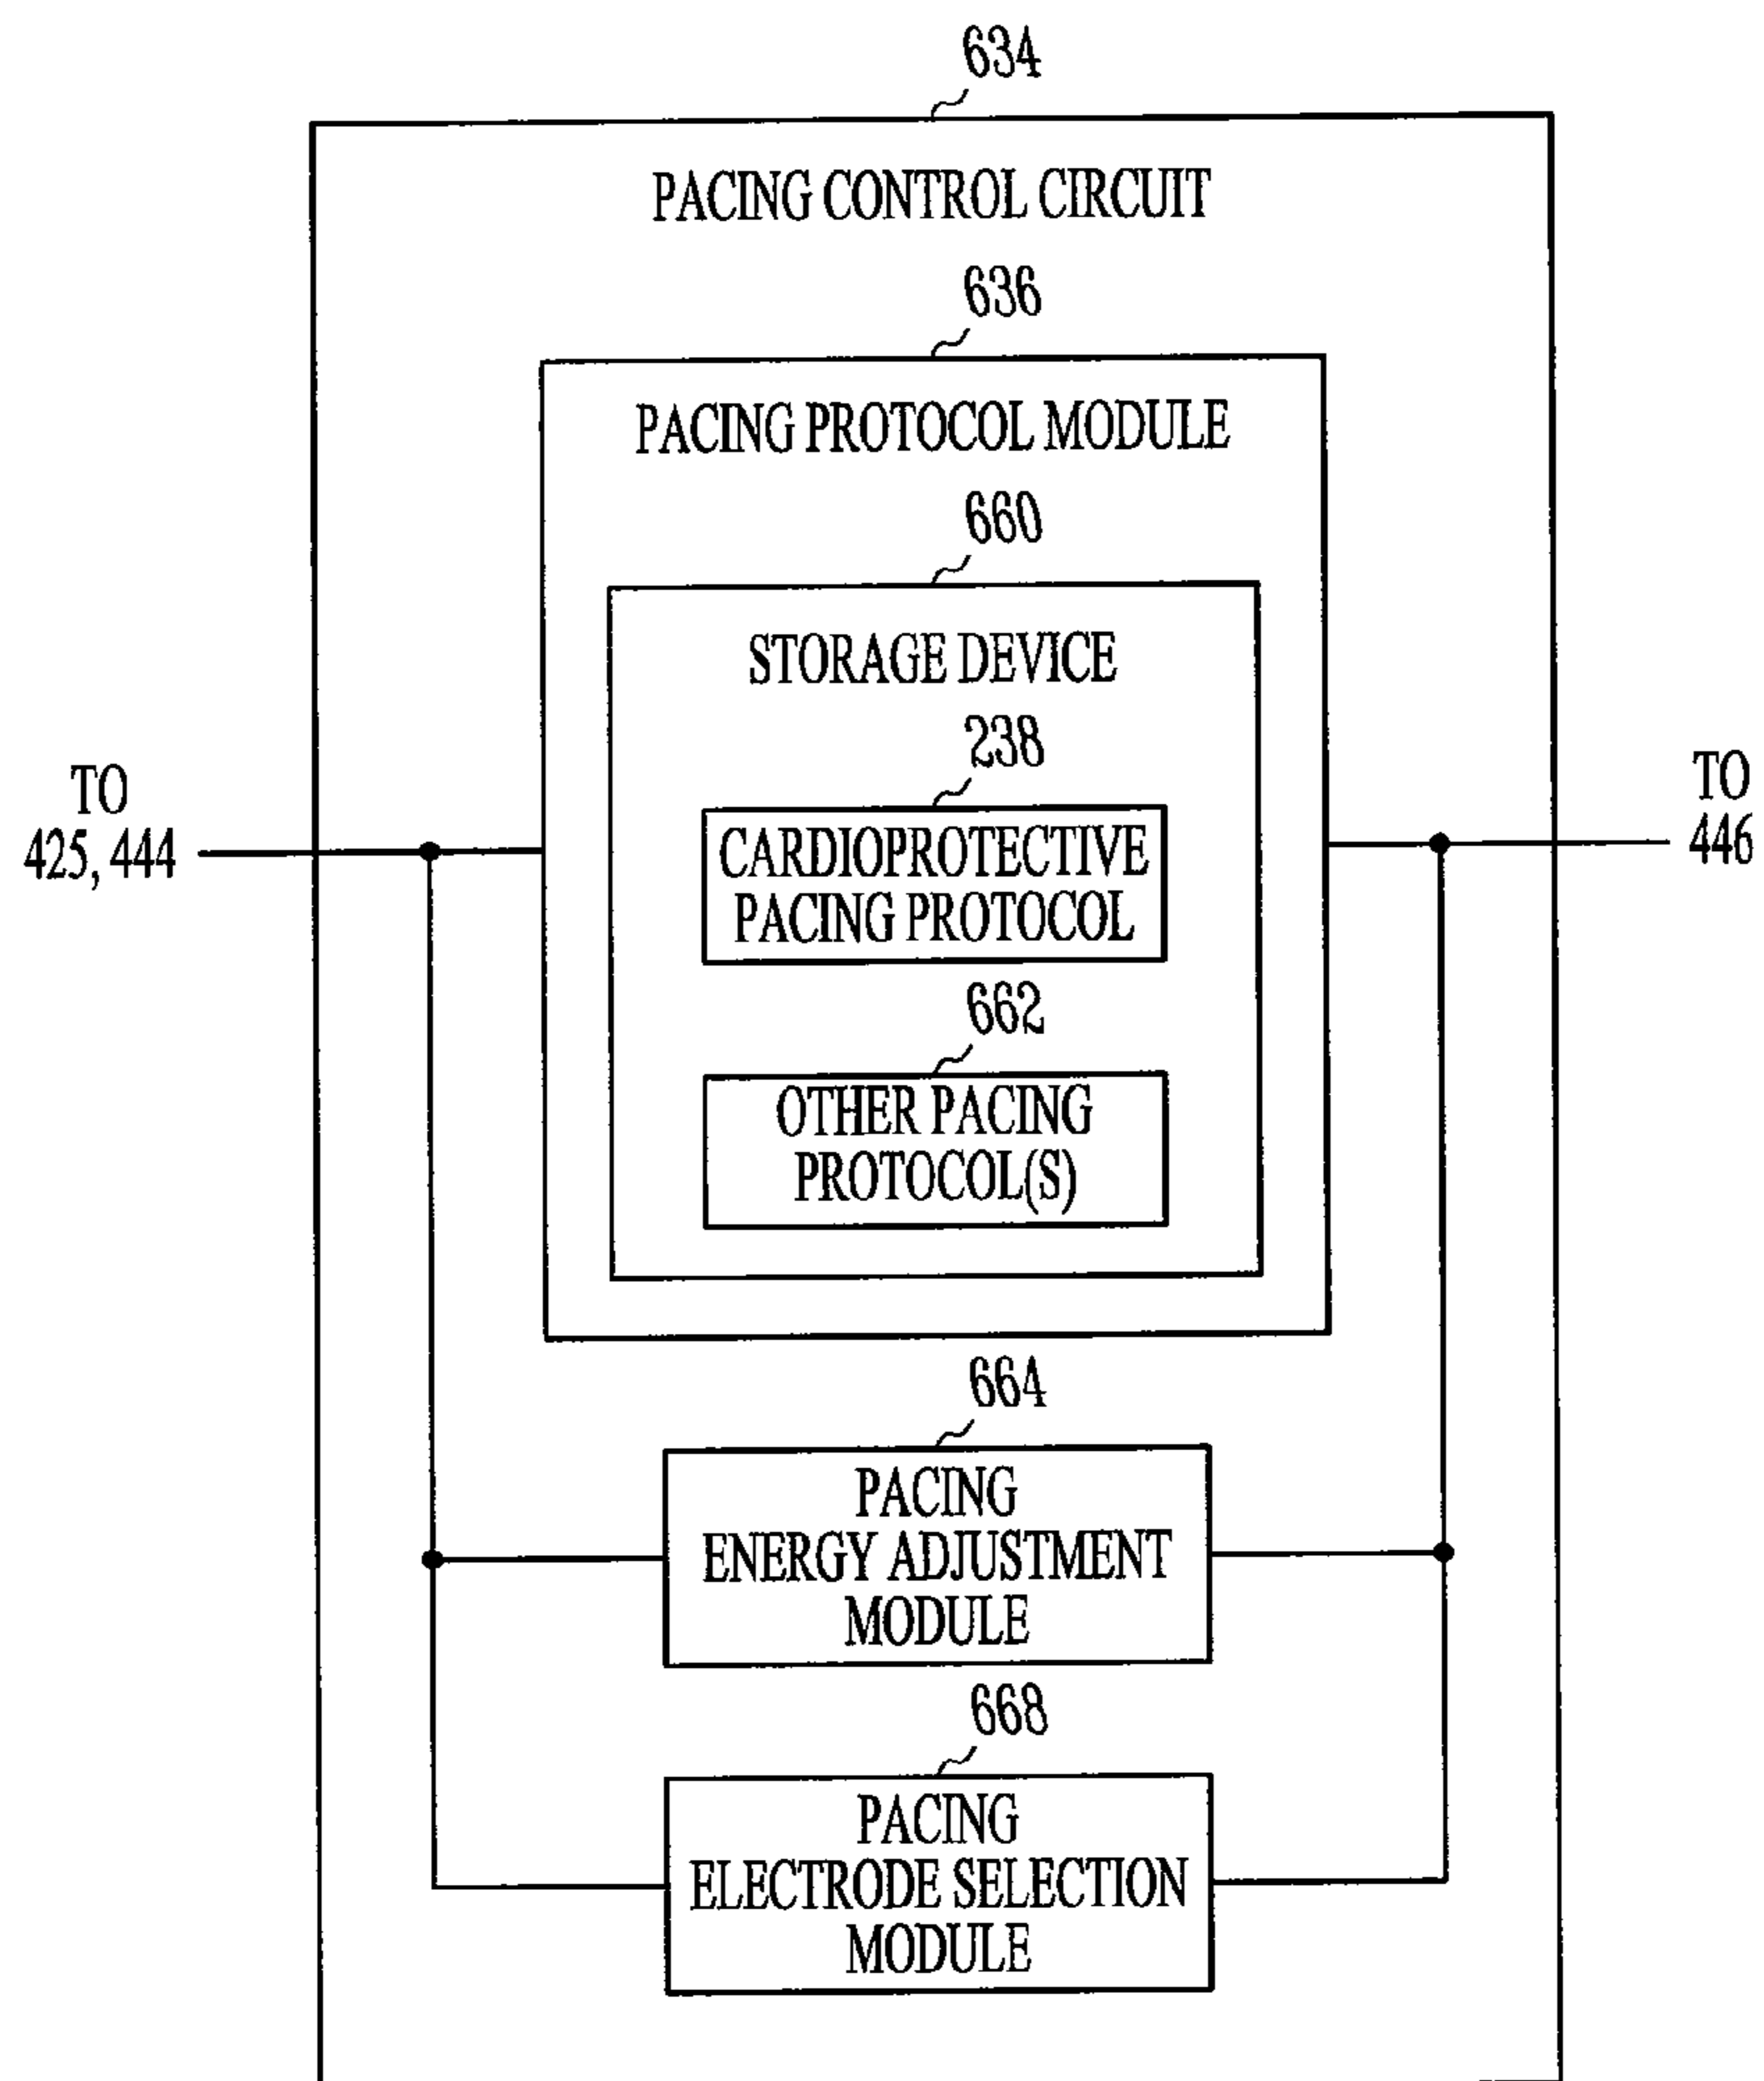 634
PACING CONTROL CIRCUIT
636
PACING PROTOCOL MODULE
660
STORAGE DEVICE
238
CARDIOPROTECTIVE
PACING PROTOCOL
662
OTHER PACING
PROTOCOL(S)
TO
425, 444
TO
446
664
PACING
ENERGY ADJUSTMENT
MODULE
668
PACING
ELECTRODE SELECTION
MODULE